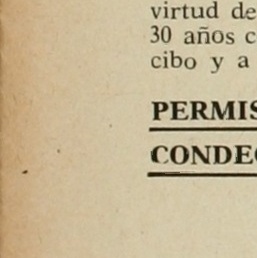 virtud de
30 años c
cibo y a
PERMIS
CONDEC